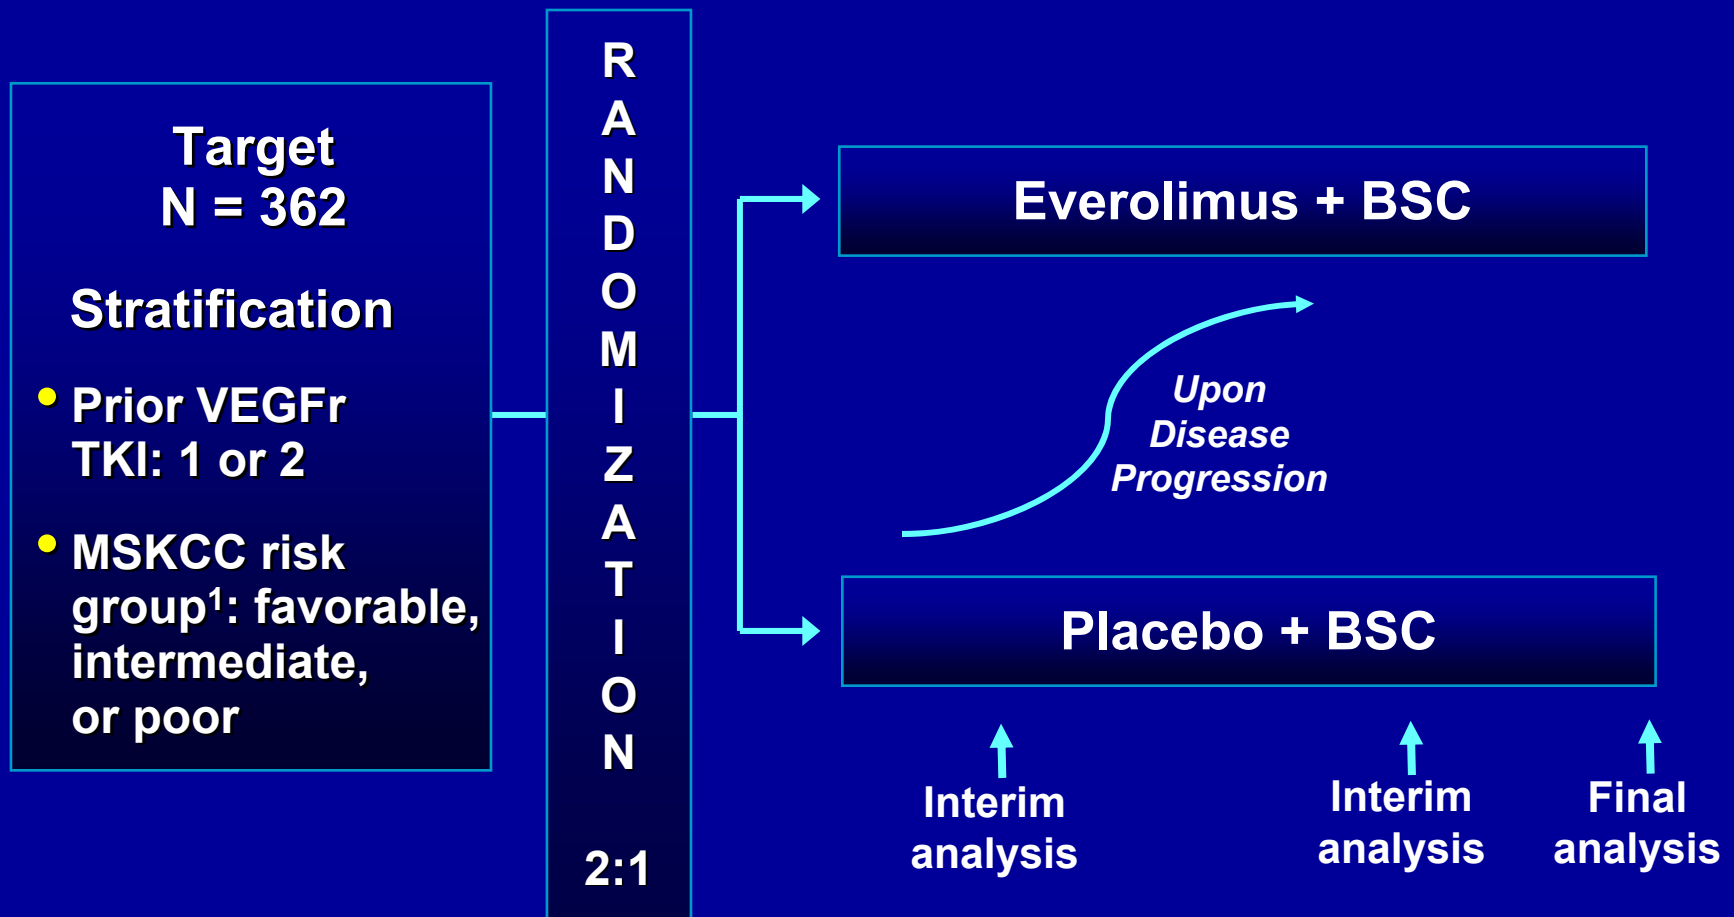 Target
N = 362
Stratification
• Prior VEGFr
TKI: 1 or 2
• MSKCC risk
group¹: favorable,
intermediate,
or poor
R
A
N
D
O
M
I
Z
A
T
I
O
N
2:1
Everolimus + BSC
Upon
Disease
Progression
Placebo + BSC
Interim
analysis
Interim
analysis
Final
analysis